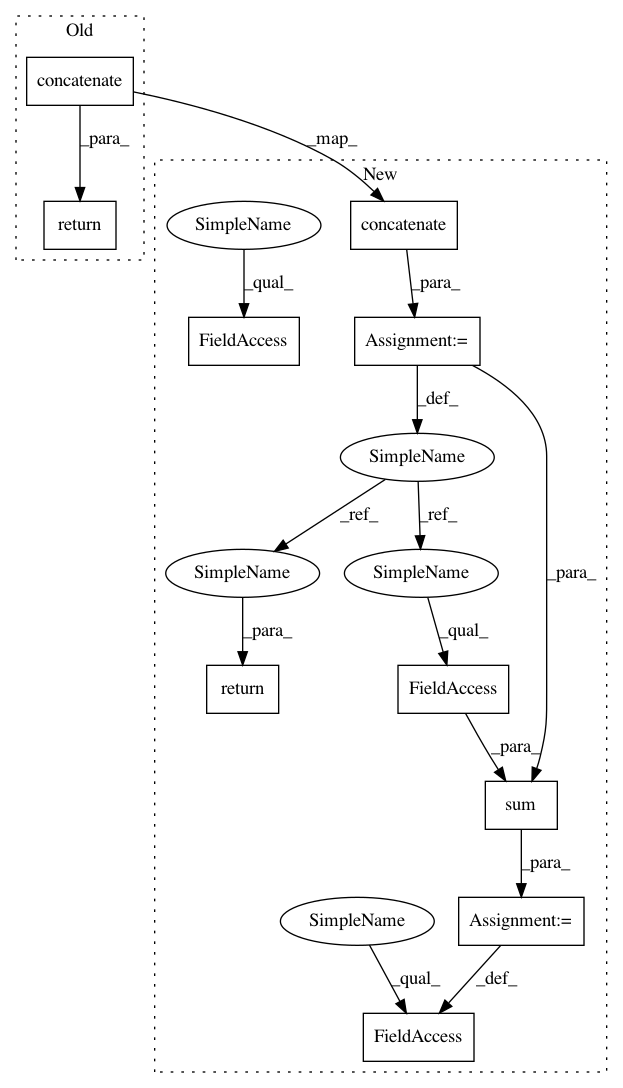 Old
concatenate
_para_
_map_
return
New
SimpleName
concatenate
_qual_
_para_
FieldAccess
Assignment:=
_def_
SimpleName
_ref_
_ref_
SimpleName
SimpleName
_para_
_para_
_qual_
return
FieldAccess
_para_
sum
_para_
SimpleName
Assignment:=
_qual_
_def_
FieldAccess